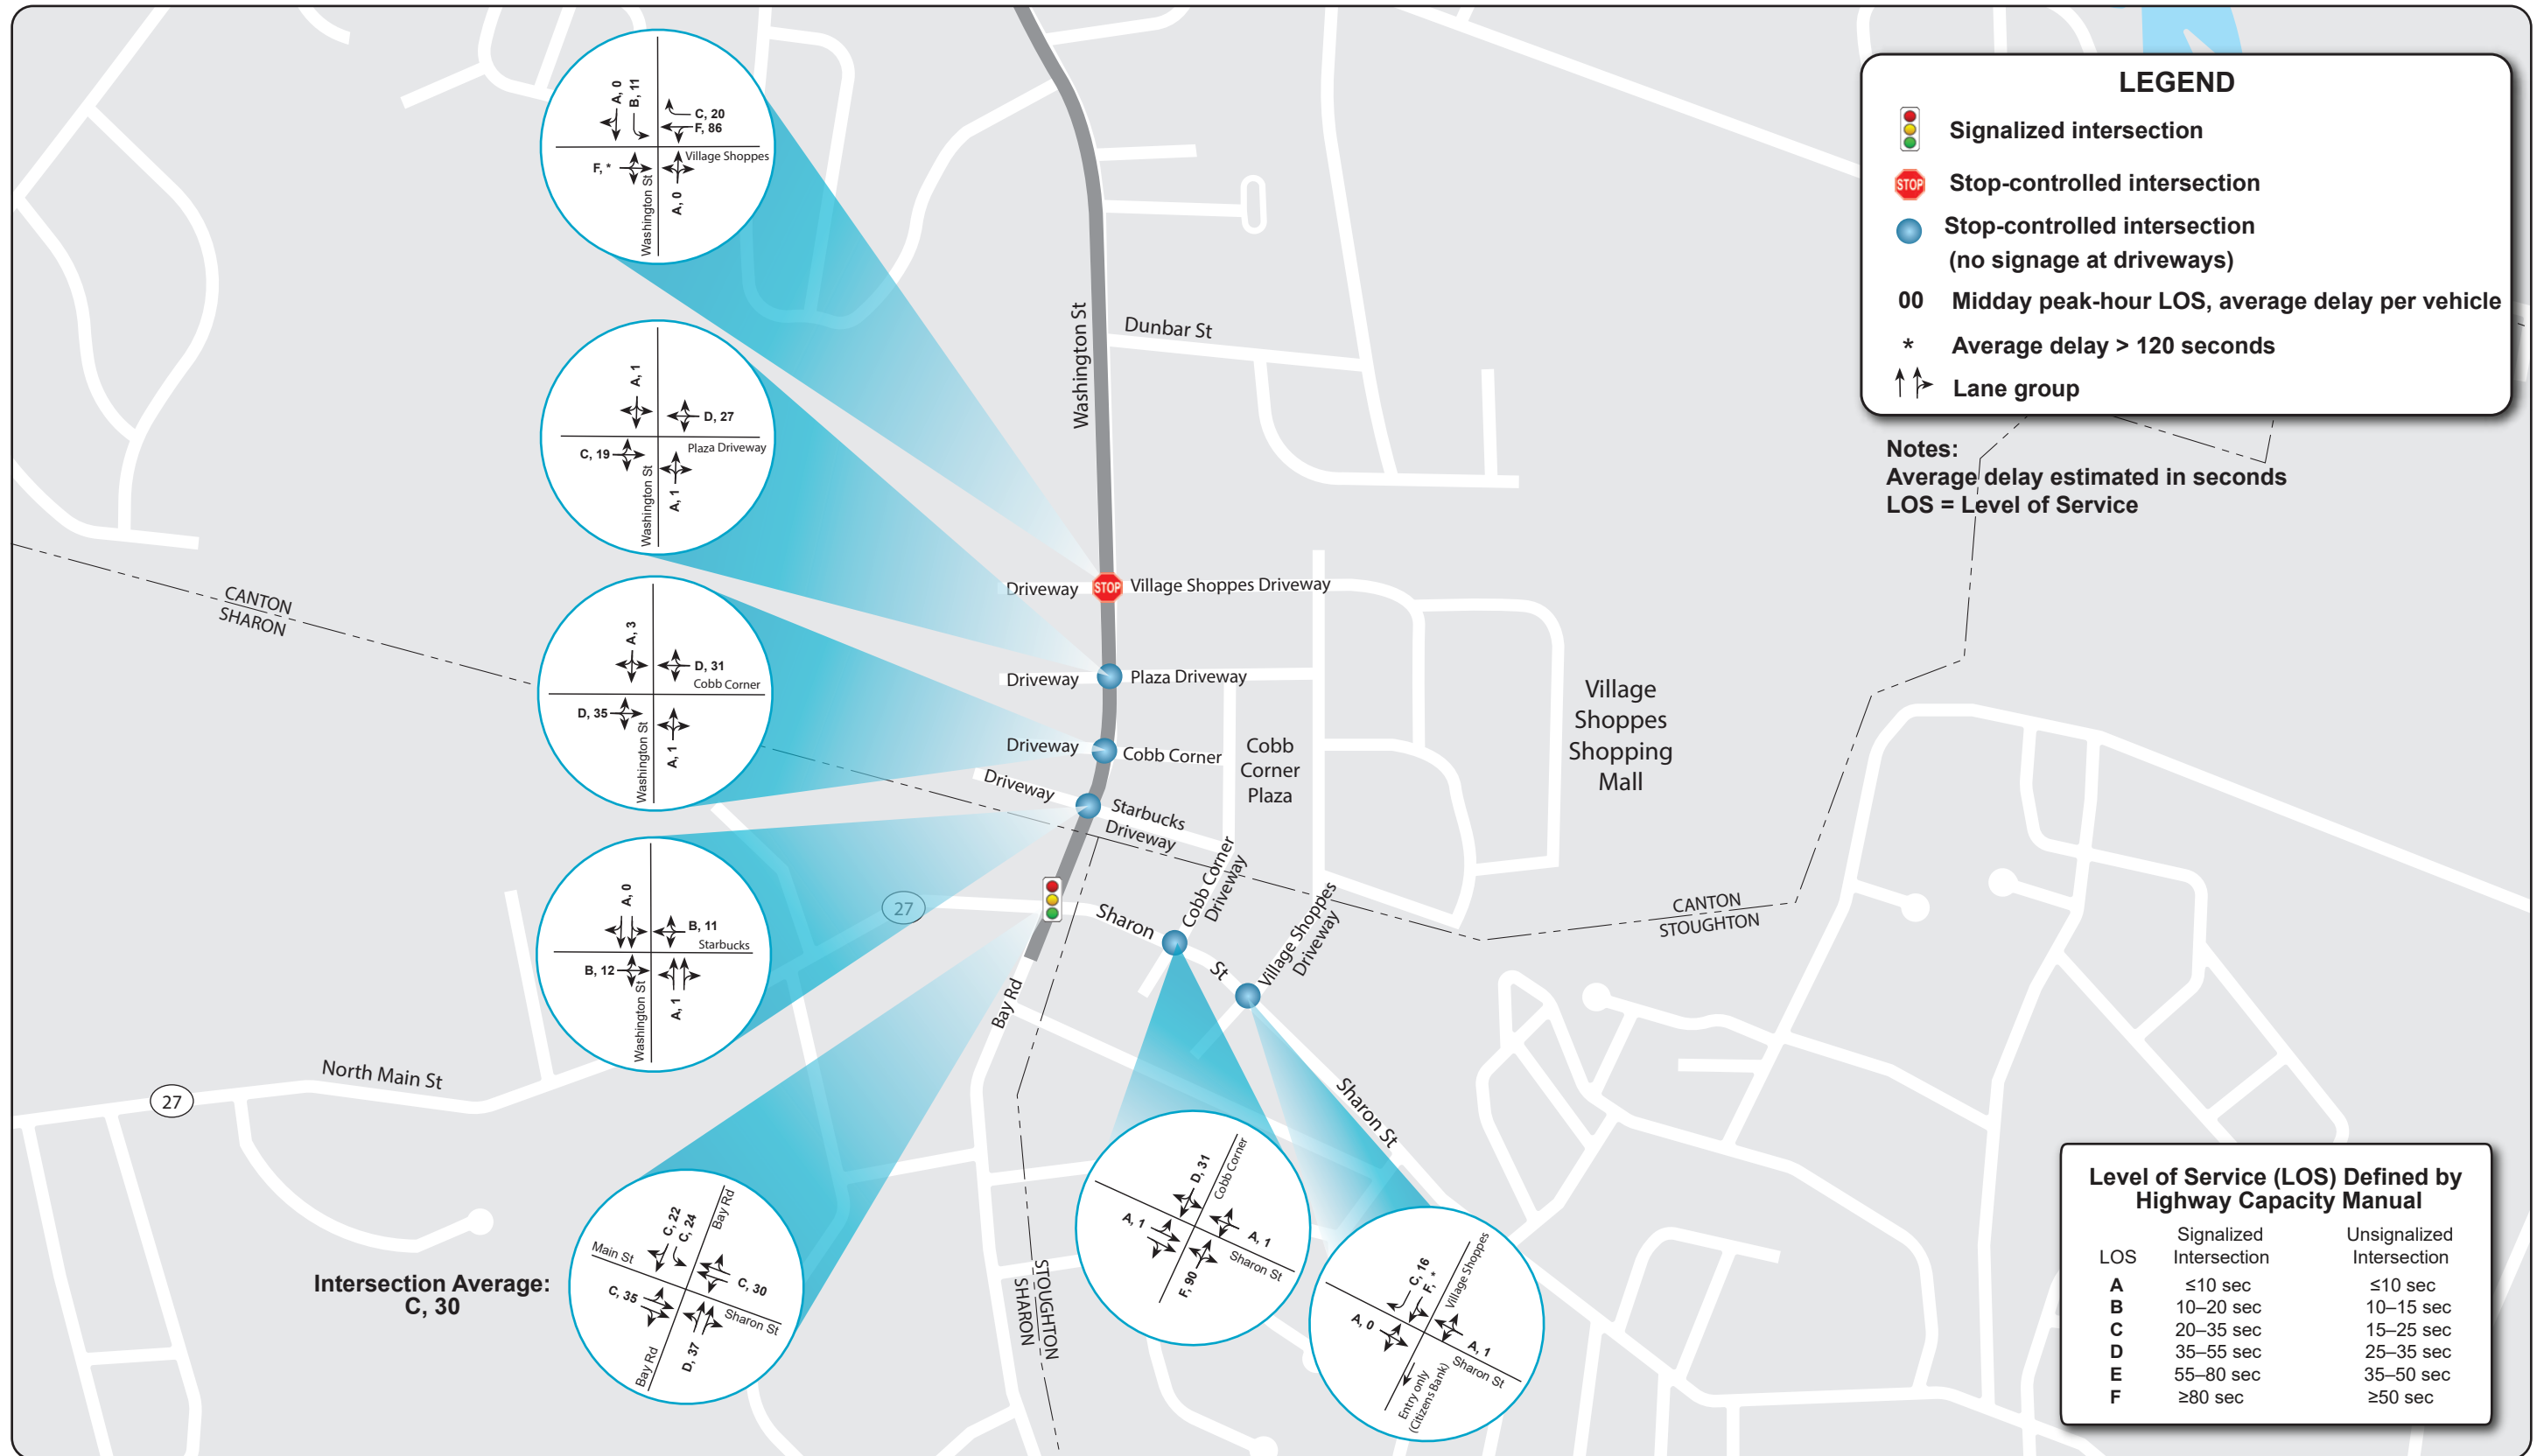 LEGEND
Signalized intersection
STOP
Stop-controlled intersection
Stop-controlled intersection
(no signage at driveways)
00 Midday peak-hour LOS, average delay per vehicle
* Average delay > 120 seconds
Lane group
Notes:
Average delay estimated in seconds
LOS = Level of Service
A, 0
B, 11
C, 20
F, 86
Village Shoppes
F, *
A, 0
Washington St
A, 1
D, 27
Plaza Driveway
C, 19
A, 1
Washington St
A, 3
D, 31
Cobb Corner
D, 35
A, 1
Washington St
A, 0
B, 11
Starbucks
B, 12
A, 1
Washington St
C, 22
C, 24
Bay Rd
Main St
C, 30
C, 35
Sharon St
D, 37
Bay Rd
Intersection Average:
C, 30
D, 31
Cobb Corner
A, 1
A, 1
Sharon St
F, 90
C, 16
F, *
Village Shoppes
A, 0
A, 1
Sharon St
Entry only
(Citizens Bank)
Washington St
Dunbar St
Driveway
STOP
Village Shoppes Driveway
Driveway
Plaza Driveway
Driveway
Cobb Corner
Driveway
Starbucks
Driveway
Cobb
Corner
Plaza
Village
Shoppes
Shopping
Mall
Cobb Corner
Driveway
Village Shoppes
Driveway
Sharon
St
Sharon St
Bay Rd
27
North Main St
27
CANTON
SHARON
CANTON
STOUGHTON
STOUGHTON
SHARON
Level of Service (LOS) Defined by
Highway Capacity Manual
Signalized Unsignalized
LOS Intersection Intersection
A ≤10 sec ≤10 sec
B 10–20 sec 10–15 sec
C 20–35 sec 15–25 sec
D 35–55 sec 25–35 sec
E 55–80 sec 35–50 sec
F ≥80 sec ≥50 sec